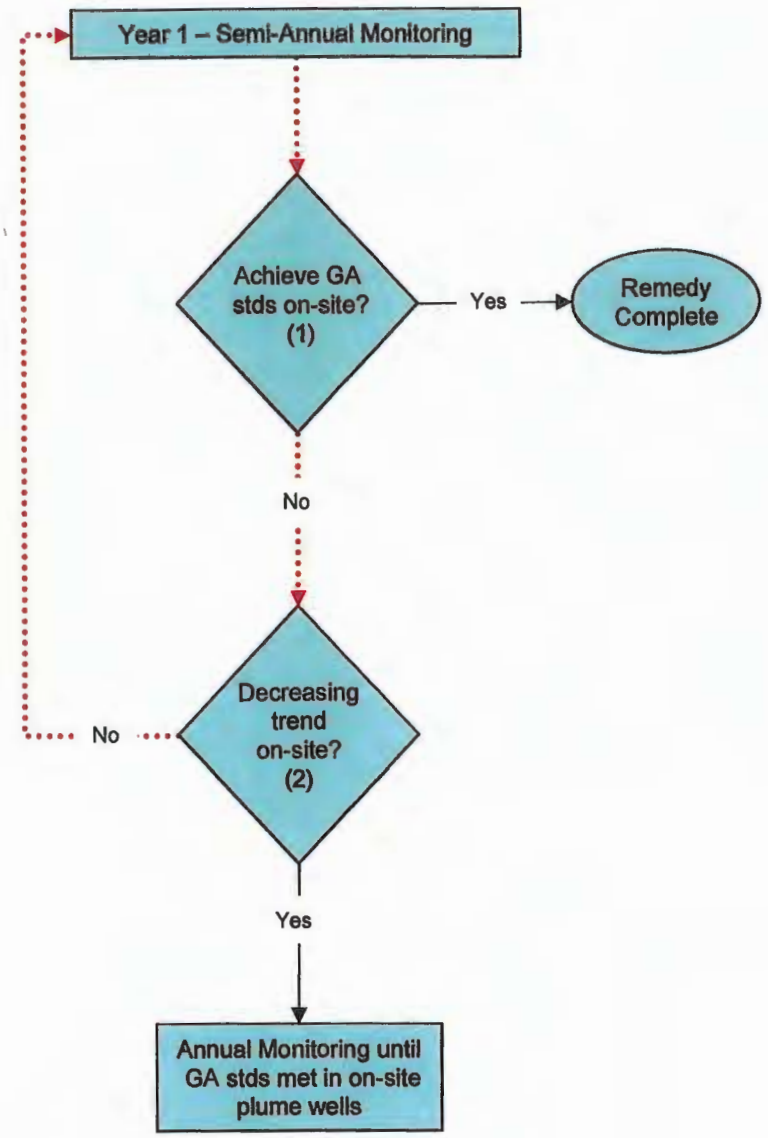 Year 1 – Semi-Annual Monitoring
Achieve GA
stds on-site?
(1)
Yes
Remedy
Complete
No
Decreasing
trend
on-site?
(2)
No
Yes
Annual Monitoring until
GA stds met in on-site
plume wells